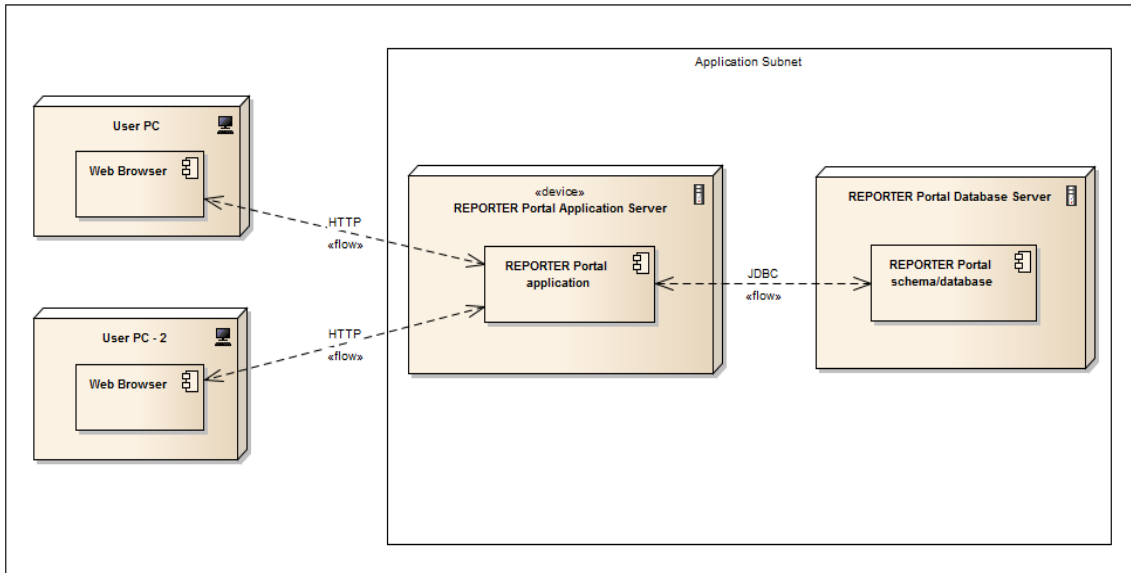 Application Subnet
User PC
Web Browser
HTTP
«flow»
User PC - 2
Web Browser
HTTP
«flow»
«device»
REPORTER Portal Application Server
REPORTER Portal
application
JDBC
«flow»
REPORTER Portal Database Server
REPORTER Portal
schema/database